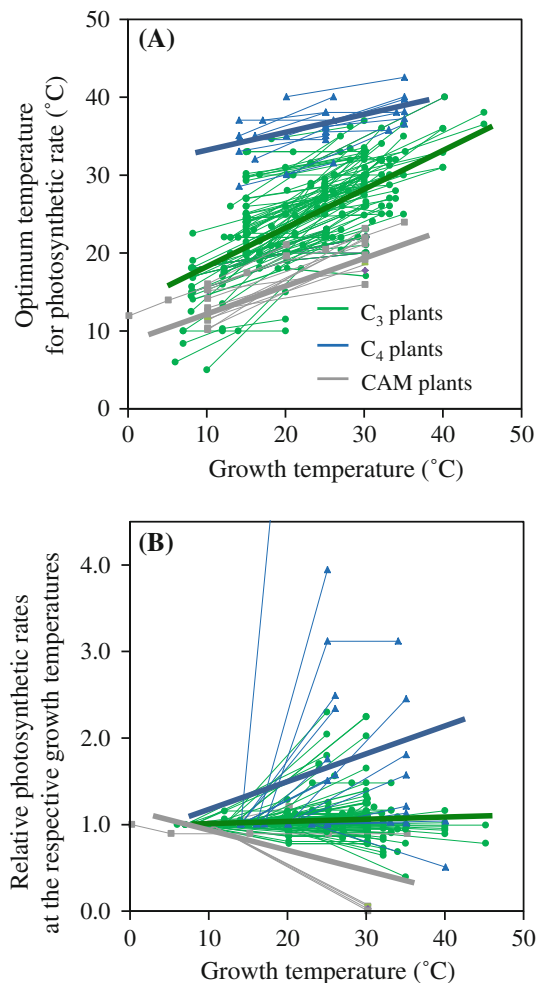 (A)
50
40
30
20
10
0
Optimum temperature
for photosynthetic rate (˚C)
C3 plants
C4 plants
CAM plants
0 10 20 30 40 50
Growth temperature (˚C)
(B)
4.0
3.0
2.0
1.0
0.0
Relative photosynthetic rates
at the respective growth temperatures
0 10 20 30 40 50
Growth temperature (˚C)